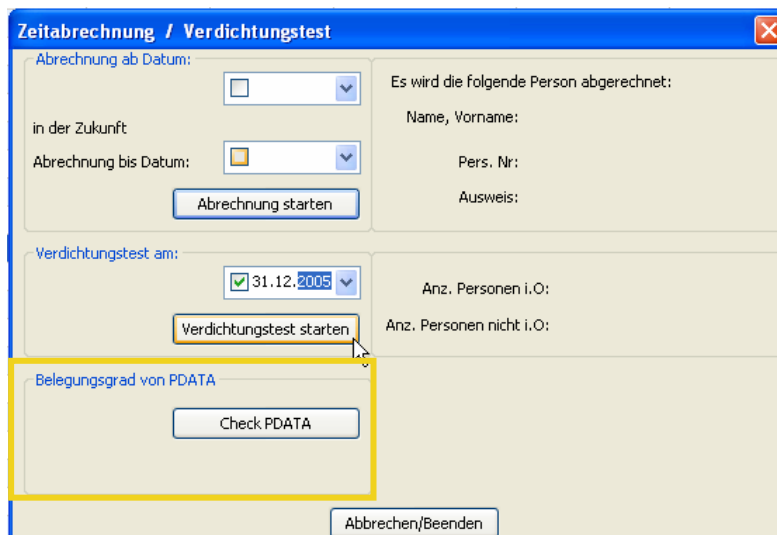 Zeitabrechnung / Verdichtungstest
Abrechnung ab Datum:
in der Zukunft
Abrechnung bis Datum:
Abrechnung starten
Es wird die folgende Person abgerechnet:
Name, Vorname:
Pers. Nr:
Ausweis:
Verdichtungstest am:
31.12.2005
Verdichtungstest starten
Anz. Personen i.O:
Anz. Personen nicht i.O:
Belegungsgrad von PDATA
Check PDATA
Abbrechen/Beenden